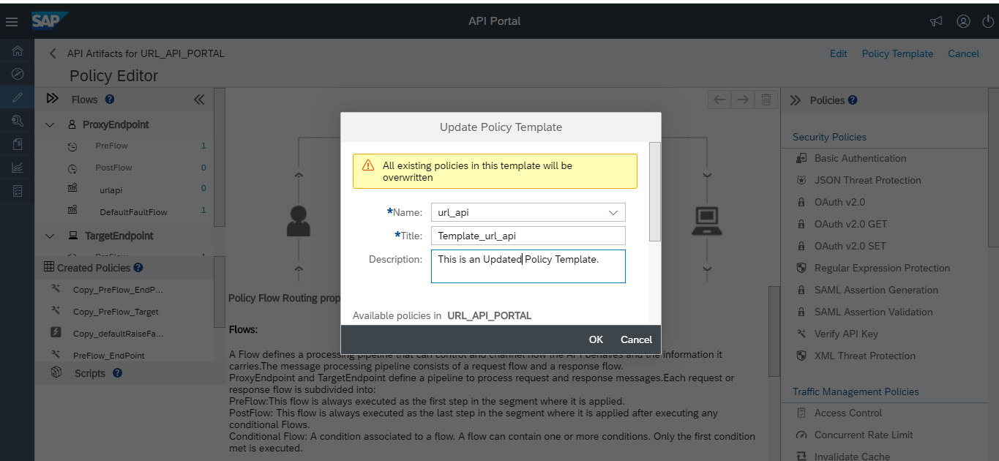 SAP
API Portal
API Artifacts for URL_API_PORTAL
Edit
Policy Template
Cancel
Policy Editor
Flows
ProxyEndpoint
PreFlow 1
PostFlow 0
urlapi 0
DefaultFaultFlow 1
TargetEndpoint
Created Policies
Copy_PreFlow_EndP...
Copy_PreFlow_Target
Copy_defaultRaiseFa...
PreFlow_EndPoint
Scripts
Update Policy Template
All existing policies in this template will be
overwritten
*Name: url_api
*Title: Template_url_api
Description: This is an Updated Policy Template.
Available policies in URL_API_PORTAL
OK
Cancel
Policy Flow Routing prop
Flows:
A Flow defines a processing pipeline that can control and channel how the API behaves and the information it
carries.The message processing pipeline consists of a request flow and a response flow.
ProxyEndpoint and TargetEndpoint define a pipeline to process request and response messages.Each request or
response flow is subdivided into:
PreFlow:This flow is always executed as the first step in the segment where it is applied.
PostFlow: This flow is always executed as the last step in the segment where it is applied after executing any
conditional Flows.
Conditional Flow: A condition associated to a flow. A flow can contain one or more conditions. Only the first condition
met is executed.
Policies
Security Policies
Basic Authentication
JSON Threat Protection
OAuth v2.0
OAuth v2.0 GET
OAuth v2.0 SET
Regular Expression Protection
SAML Assertion Generation
SAML Assertion Validation
Verify API Key
XML Threat Protection
Traffic Management Policies
Access Control
Concurrent Rate Limit
Invalidate Cache